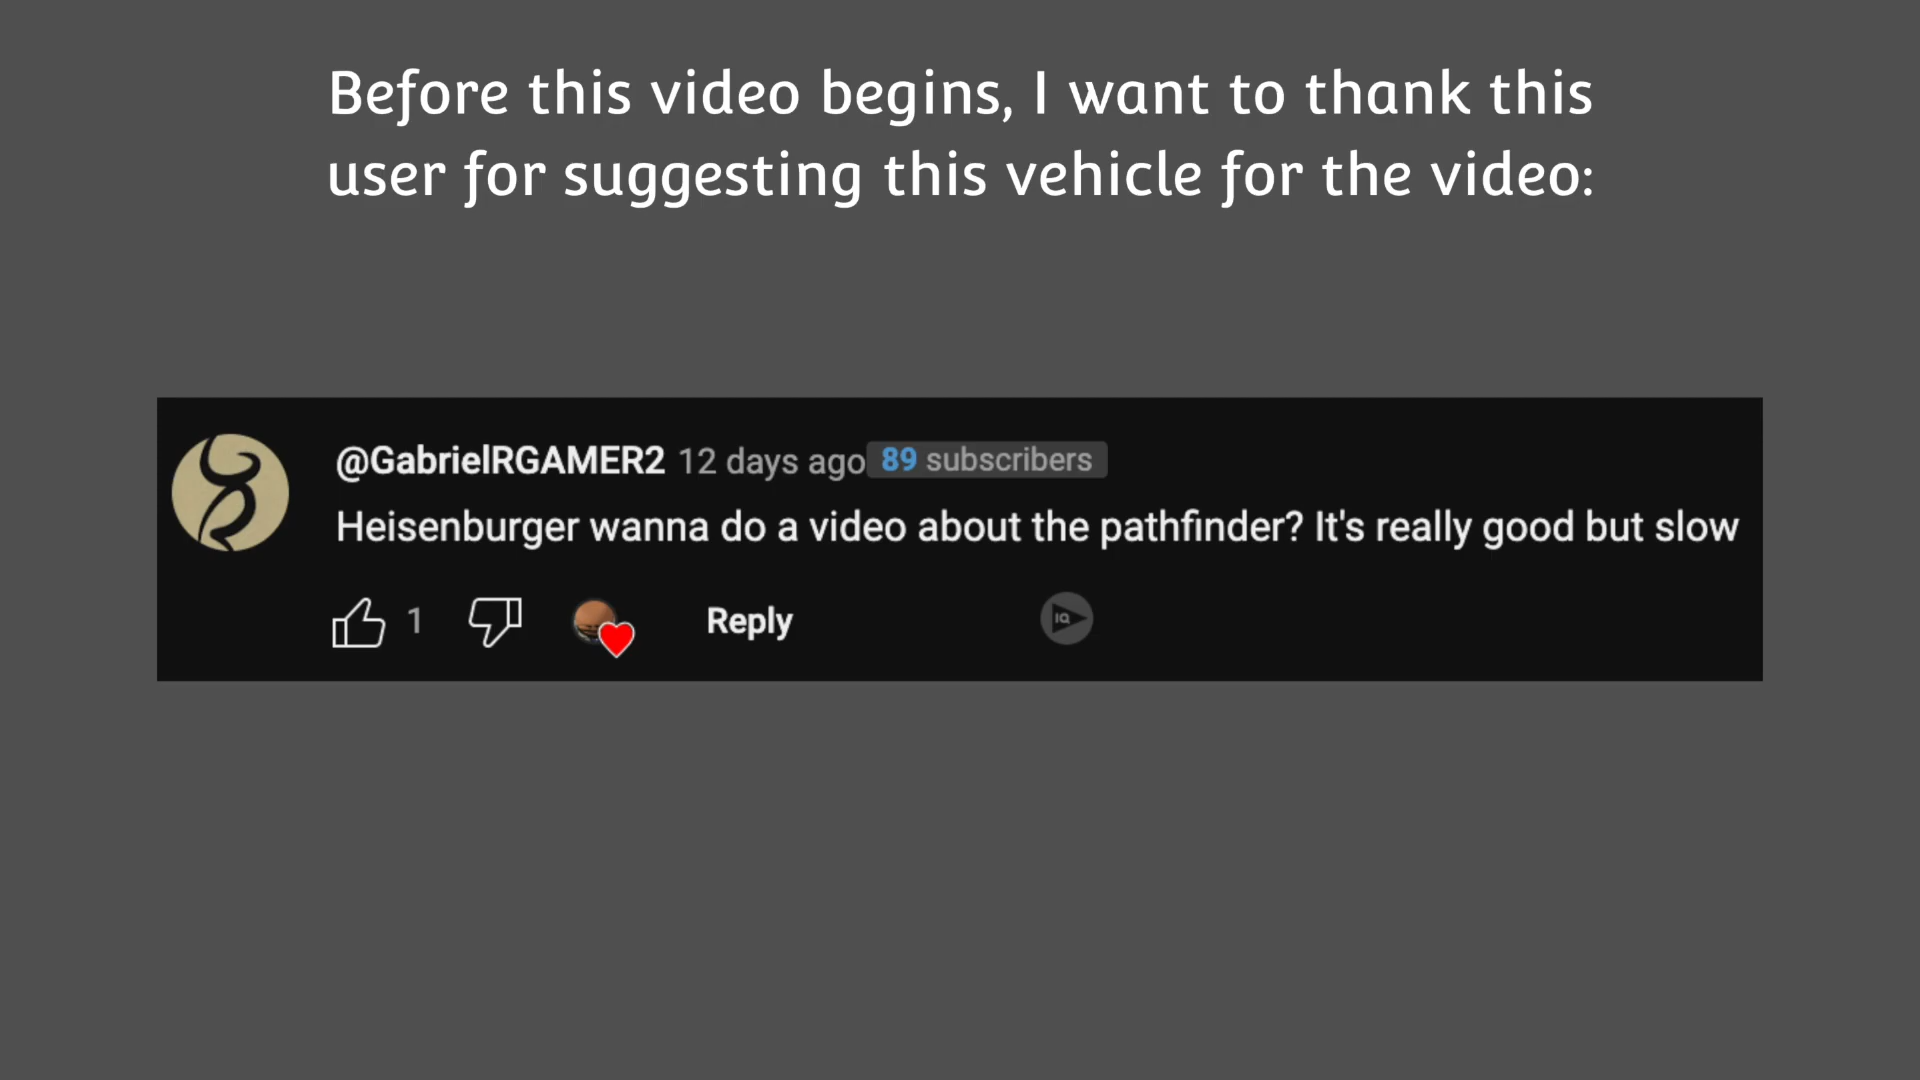 Before this video begins, I want to thank this
user for suggesting this vehicle for the video:
@GabrielRGAMER2 12 days ago 89 subscribers
Heisenburger wanna do a video about the pathfinder? It's really good but slow
1 Reply IQ